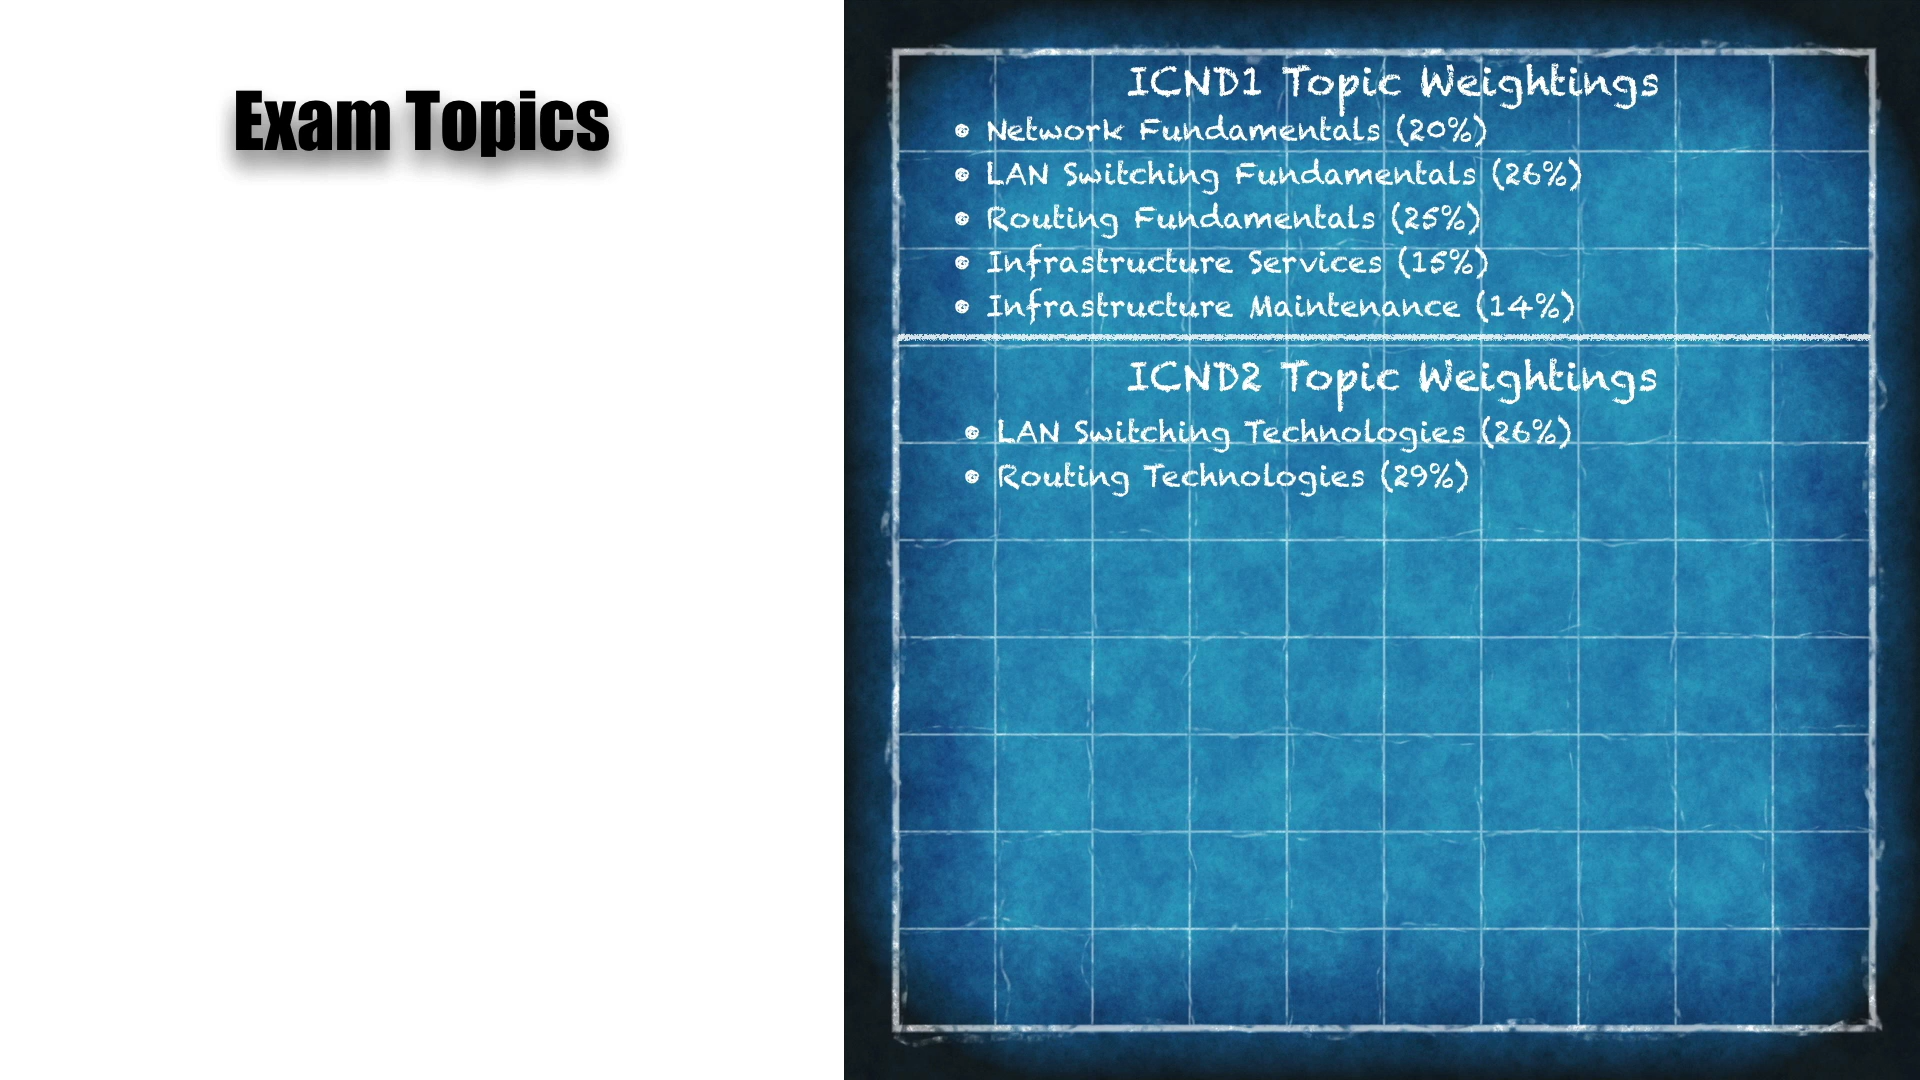 Exam Topics
ICND1 Topic Weightings
• Network Fundamentals (20%)
• LAN Switching Fundamentals (26%)
• Routing Fundamentals (25%)
• Infrastructure Services (15%)
• Infrastructure Maintenance (14%)
ICND2 Topic Weightings
• LAN Switching Technologies (26%)
• Routing Technologies (29%)